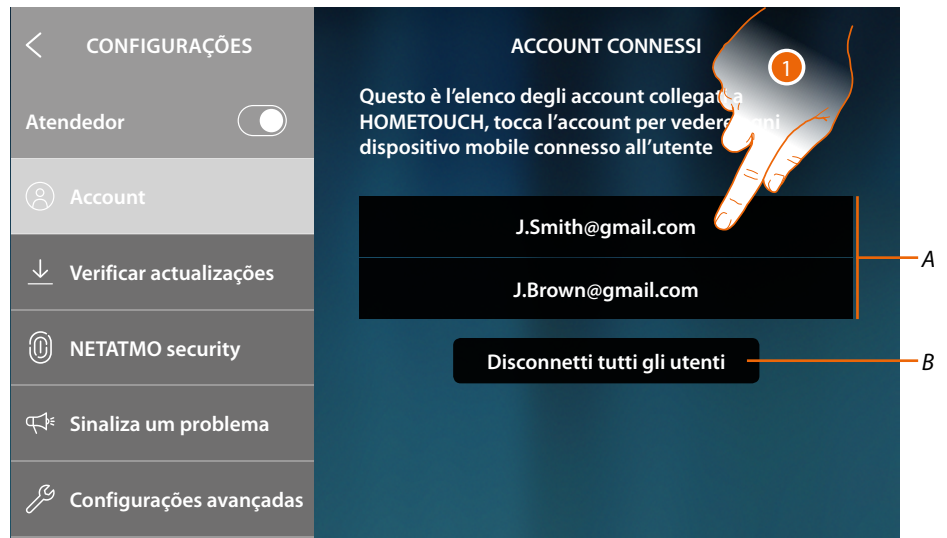 CONFIGURAÇÕES
Atendedor
Account
Verificar actualizações
NETATMO security
Sinaliza um problema
Configurações avançadas
ACCOUNT CONNESSI
1
Questo è l'elenco degli account collegati a
HOMETOUCH, tocca l'account per vedere ogni
dispositivo mobile connesso all'utente
J.Smith@gmail.com
A
J.Brown@gmail.com
Disconnetti tutti gli utenti
B